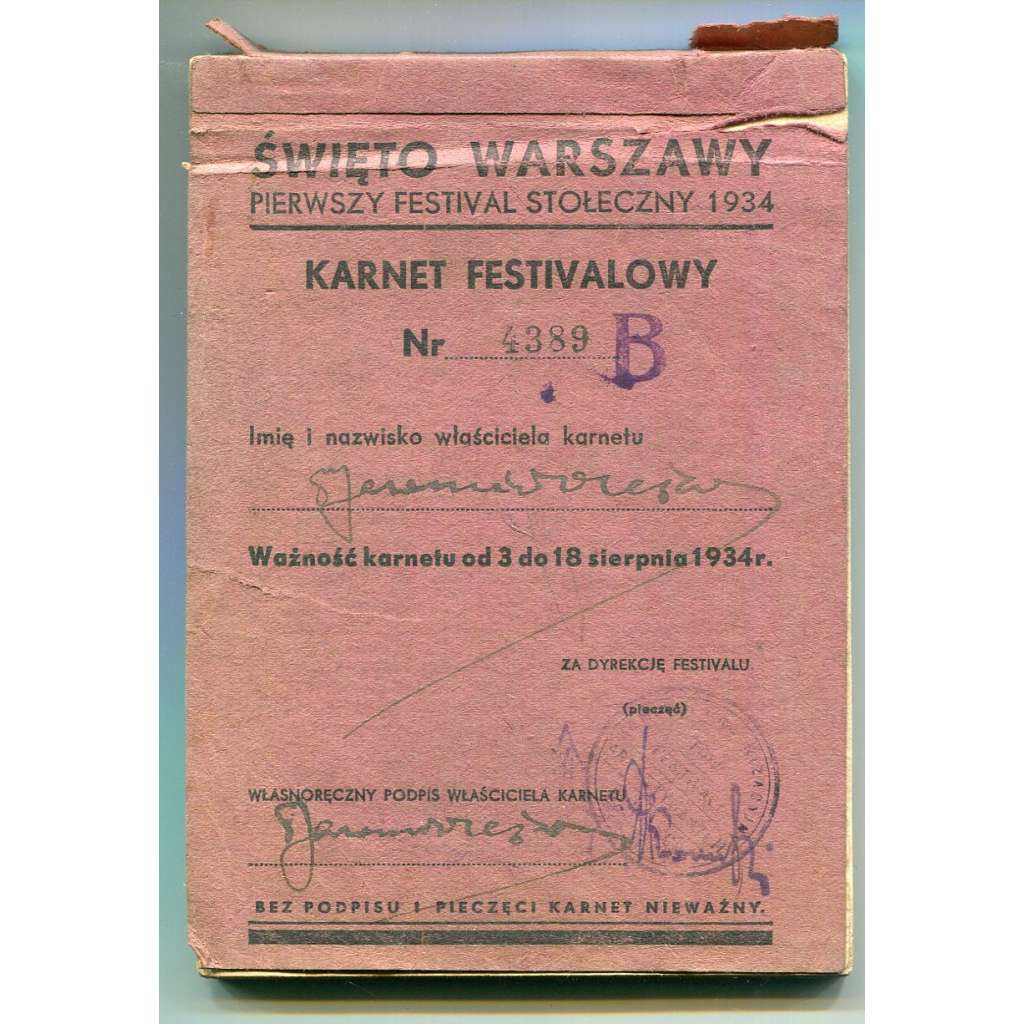 ŚWIĘTO WARSZAWY
PIERWSZY FESTIVAL STOŁECZNY 1934
KARNET FESTIVALOWY
Nr 4389 B
Imię i nazwisko właściciela karnetu
Ważność karnetu od 3 do 18 sierpnia 1934 r.
ZA DYREKCJĘ FESTIVALU
(pieczęć)
WŁASNORĘCZNY PODPIS WŁAŚCICIELA KARNETU
BEZ PODPISU I PIECZĘCI KARNET NIEWAŻNY.